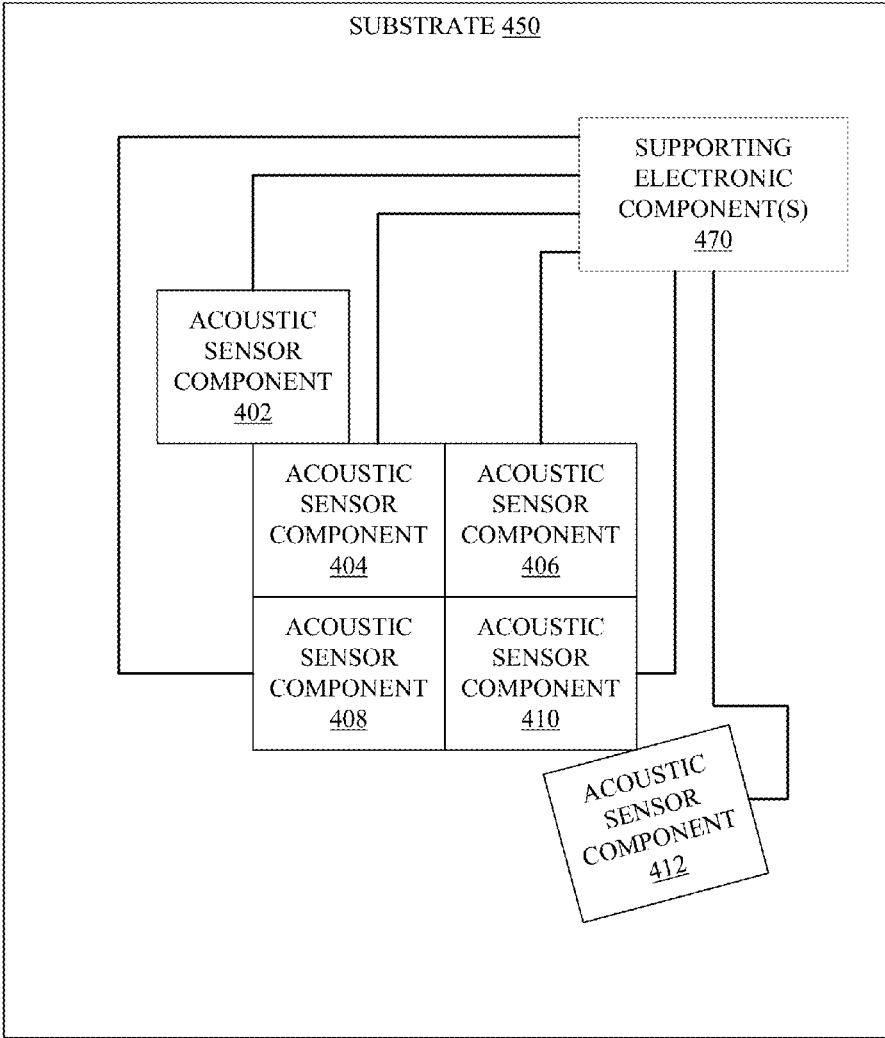 SUBSTRATE 450
SUPPORTING
ELECTRONIC
COMPONENT(S)
470
ACOUSTIC
SENSOR
COMPONENT
402
ACOUSTIC
SENSOR
COMPONENT
404
ACOUSTIC
SENSOR
COMPONENT
406
ACOUSTIC
SENSOR
COMPONENT
408
ACOUSTIC
SENSOR
COMPONENT
410
ACOUSTIC
SENSOR
COMPONENT
412